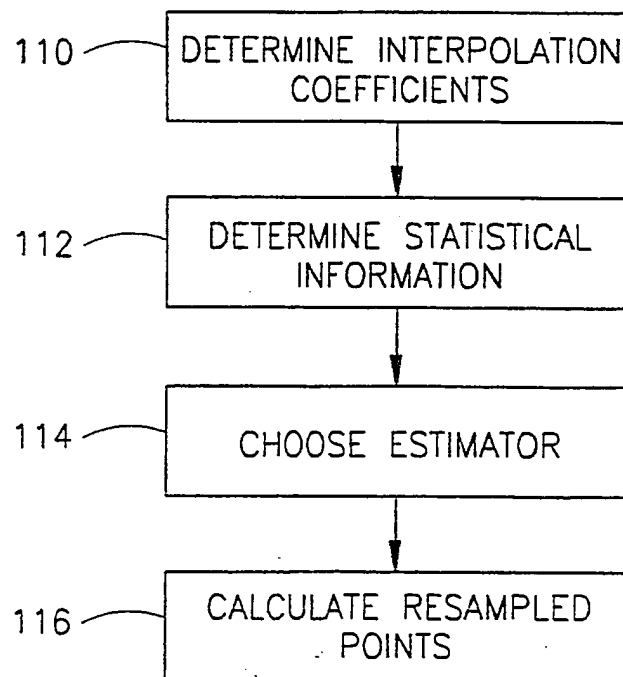 110
DETERMINE INTERPOLATION
COEFFICIENTS
112
DETERMINE STATISTICAL
INFORMATION
114
CHOOSE ESTIMATOR
116
CALCULATE RESAMPLED
POINTS